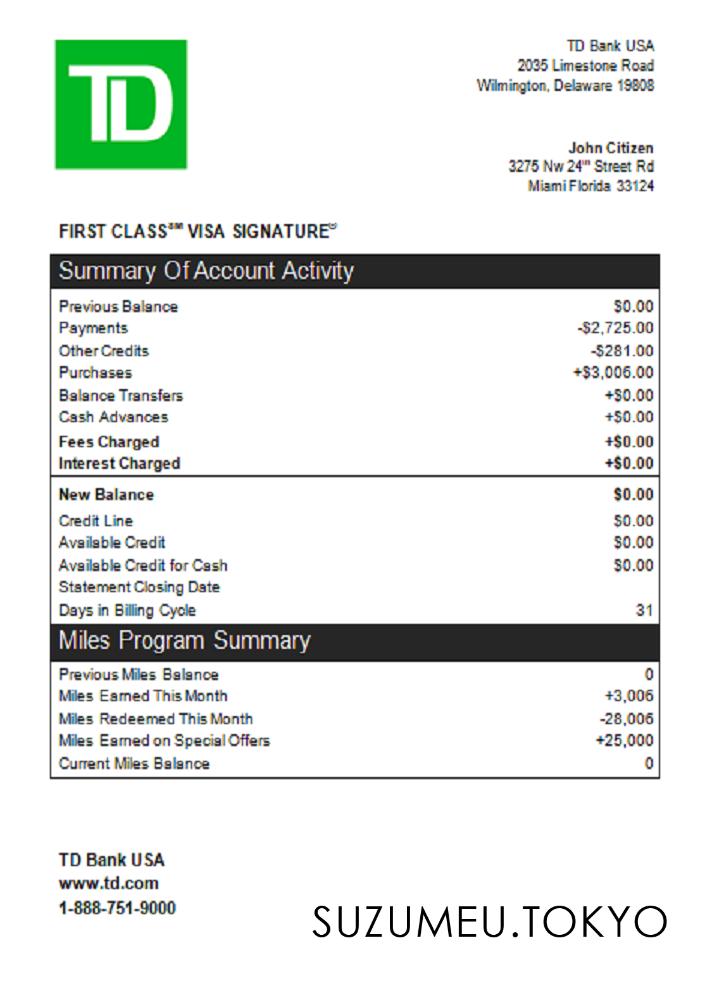 TD
TD Bank USA
2035 Limestone Road
Wilmington, Delaware 19808
John Citizen
3275 Nw 24th Street Rd
Miami Florida 33124
FIRST CLASS℠ VISA SIGNATURE®
Summary Of Account Activity
Previous Balance $0.00
Payments -$2,725.00
Other Credits -$281.00
Purchases +$3,006.00
Balance Transfers +$0.00
Cash Advances +$0.00
Fees Charged +$0.00
Interest Charged +$0.00
New Balance $0.00
Credit Line $0.00
Available Credit $0.00
Available Credit for Cash $0.00
Statement Closing Date
Days in Billing Cycle 31
Miles Program Summary
Previous Miles Balance 0
Miles Earned This Month +3,006
Miles Redeemed This Month -28,006
Miles Earned on Special Offers +25,000
Current Miles Balance 0
TD Bank USA
www.td.com
1-888-751-9000
SUZUMEU.TOKYO